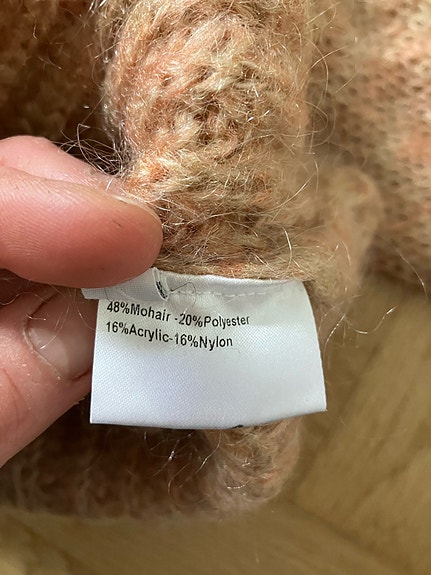 48%Mohair -20%Polyester
16%Acrylic-16%Nylon